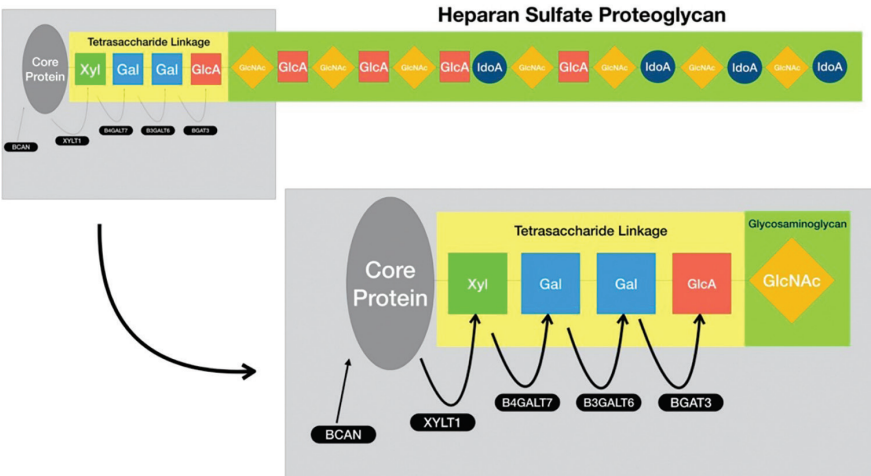 Heparan Sulfate Proteoglycan
Tetrasaccharide Linkage
Core
Protein
Xyl Gal Gal GlcA GlcNAc GlcA GlcNAc GlcA GlcNAc GlcA IdoA GlcNAc GlcA GlcNAc IdoA GlcNAc IdoA GlcNAc IdoA
BCAN
XYLT1
B4GALT7
B3GALT6
BGAT3
Tetrasaccharide Linkage
Glycosaminoglycan
Core
Protein
Xyl Gal Gal GlcA GlcNAc
BCAN
XYLT1
B4GALT7
B3GALT6
BGAT3